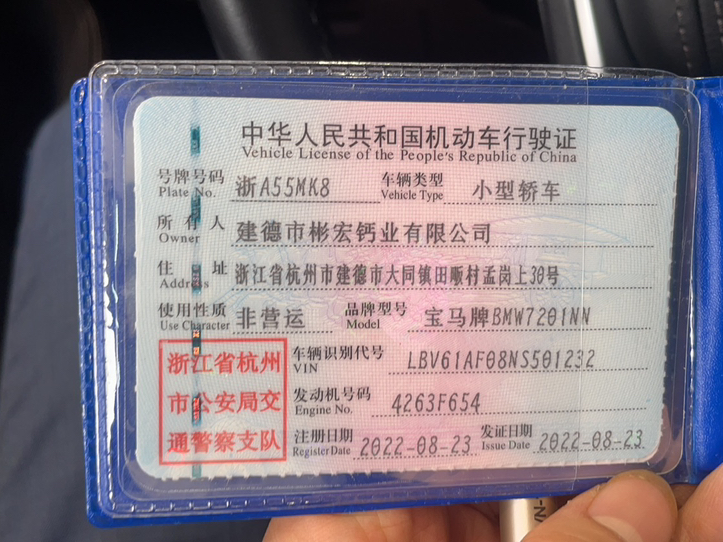 中华人民共和国机动车行驶证
Vehicle License of the People's Republic of China
号牌号码 浙A55MK8 车辆类型 小型轿车
Plate No. Vehicle Type
所有人 建德市彬宏钙业有限公司
Owner
住址 浙江省杭州市建德市大同镇田畈村孟岗上30号
Address
使用性质 非营运 品牌型号 宝马牌BMW7201NN
Use Character Model
浙江省杭州 车辆识别代号 LBV61AF08NS501232
VIN
市公安局交 发动机号码 4263F654
Engine No.
通警察支队 注册日期 2022-08-23 发证日期 2022-08-23
Register Date Issue Date